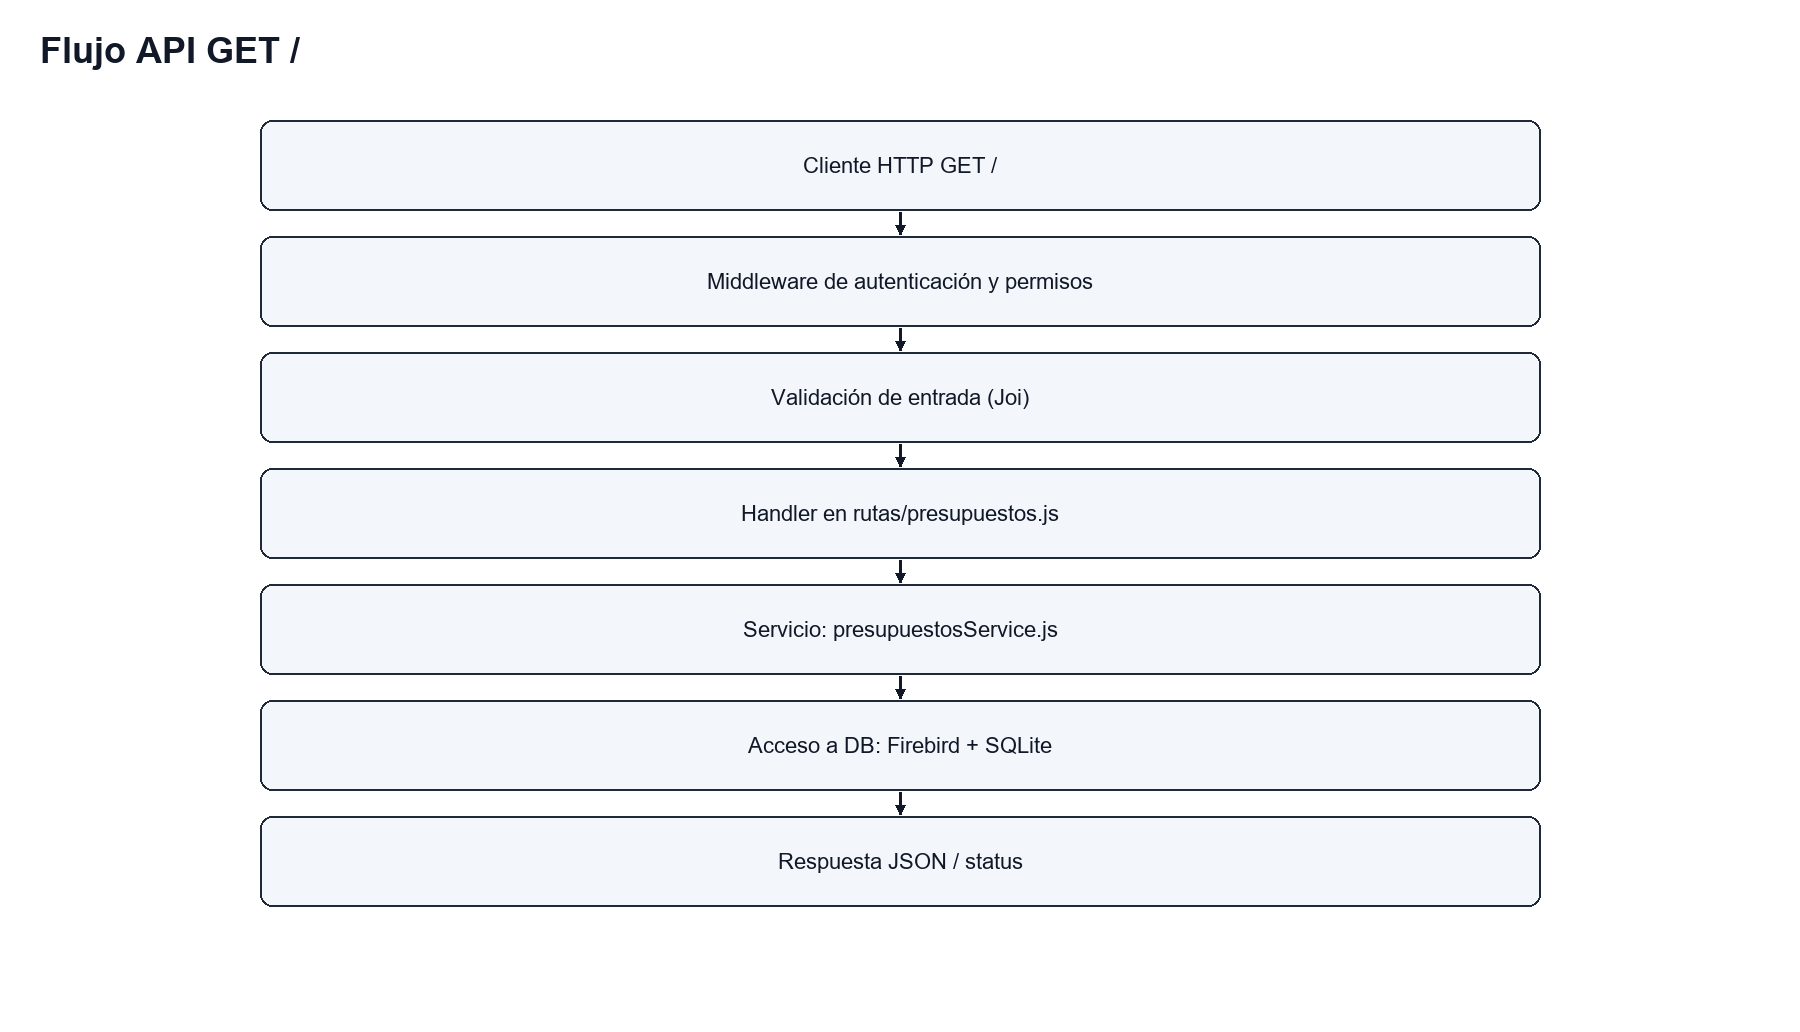 Flujo API GET /
Cliente HTTP GET /
Middleware de autenticación y permisos
Validación de entrada (Joi)
Handler en rutas/presupuestos.js
Servicio: presupuestosService.js
Acceso a DB: Firebird + SQLite
Respuesta JSON / status